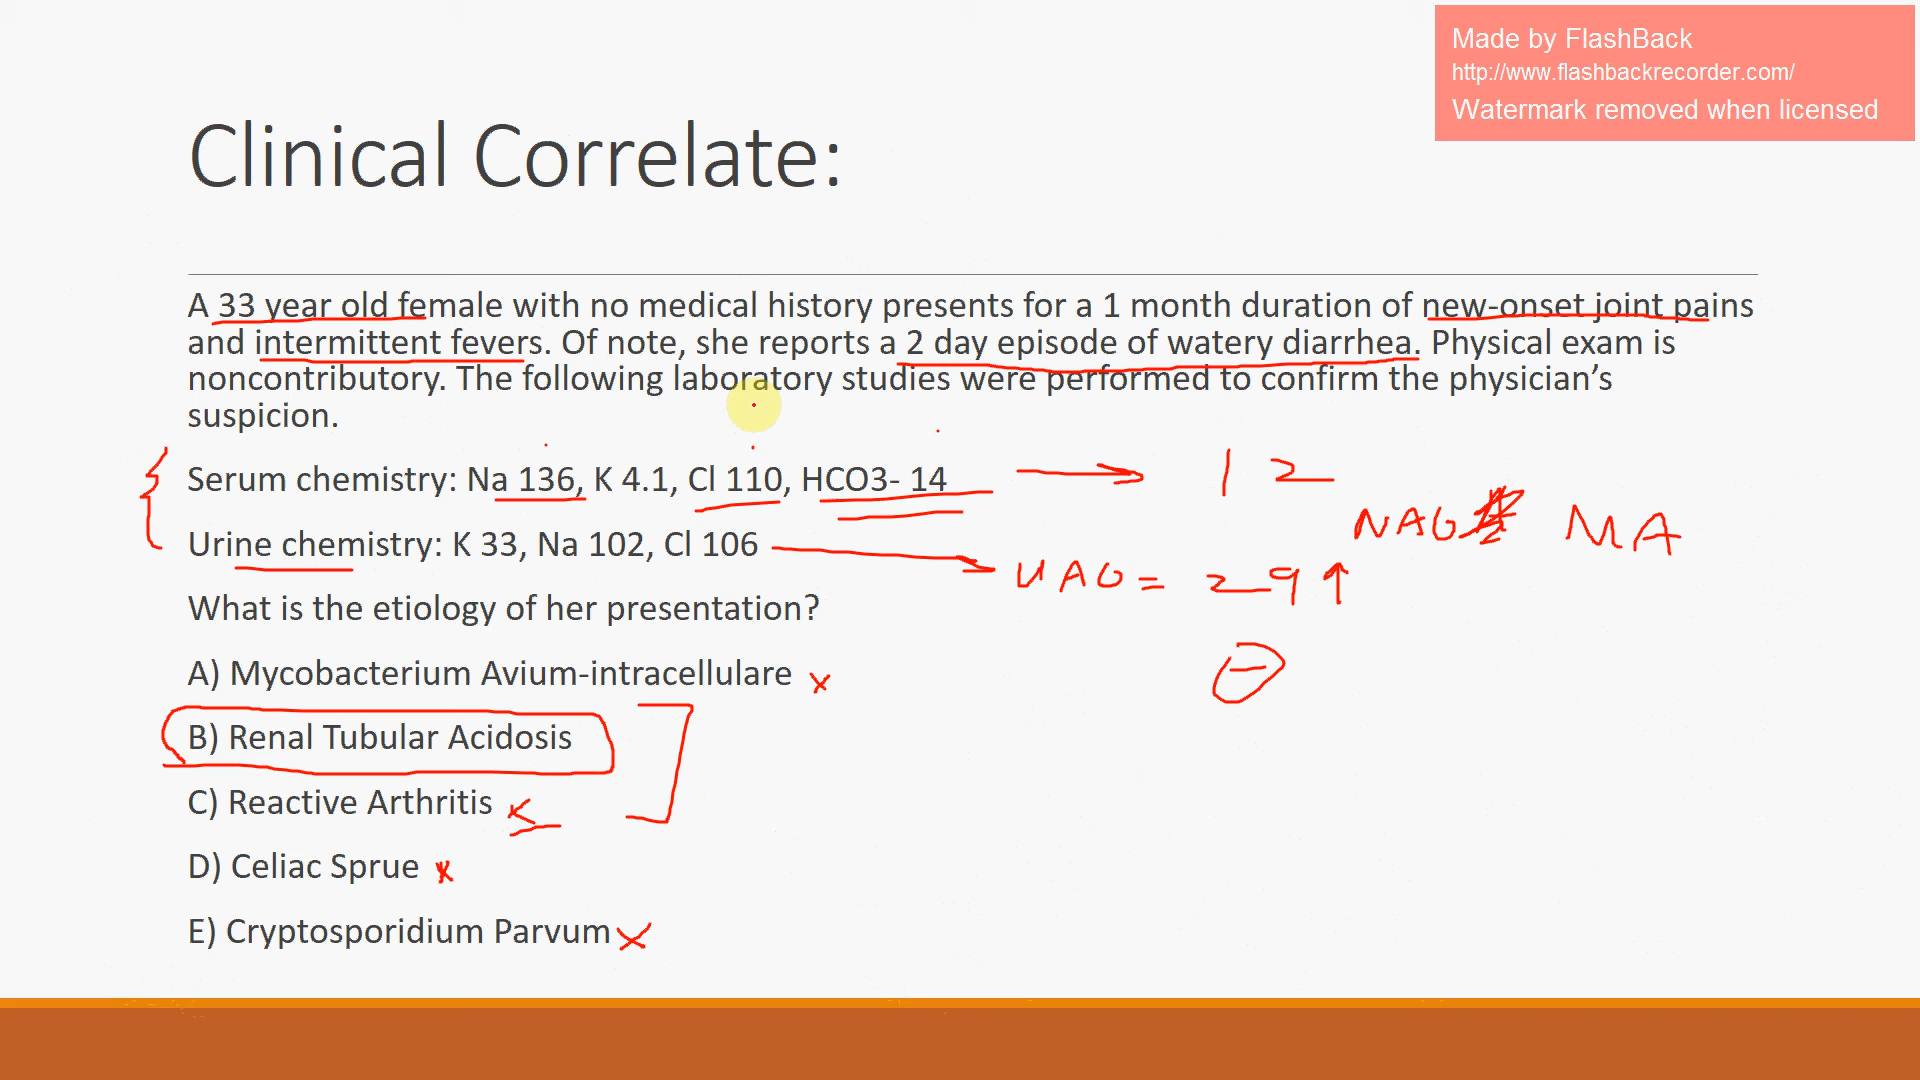 Made by FlashBack
http://www.flashbackrecorder.com/
Watermark removed when licensed
Clinical Correlate:
A 33 year old female with no medical history presents for a 1 month duration of new-onset joint pains
and intermittent fevers. Of note, she reports a 2 day episode of watery diarrhea. Physical exam is
noncontributory. The following laboratory studies were performed to confirm the physician’s
suspicion.
Serum chemistry: Na 136, K 4.1, Cl 110, HCO3- 14 → 12
NAG MA
Urine chemistry: K 33, Na 102, Cl 106 → UAG = 29 ↑
What is the etiology of her presentation?
A) Mycobacterium Avium-intracellulare x
B) Renal Tubular Acidosis
C) Reactive Arthritis
D) Celiac Sprue x
E) Cryptosporidium Parvum x